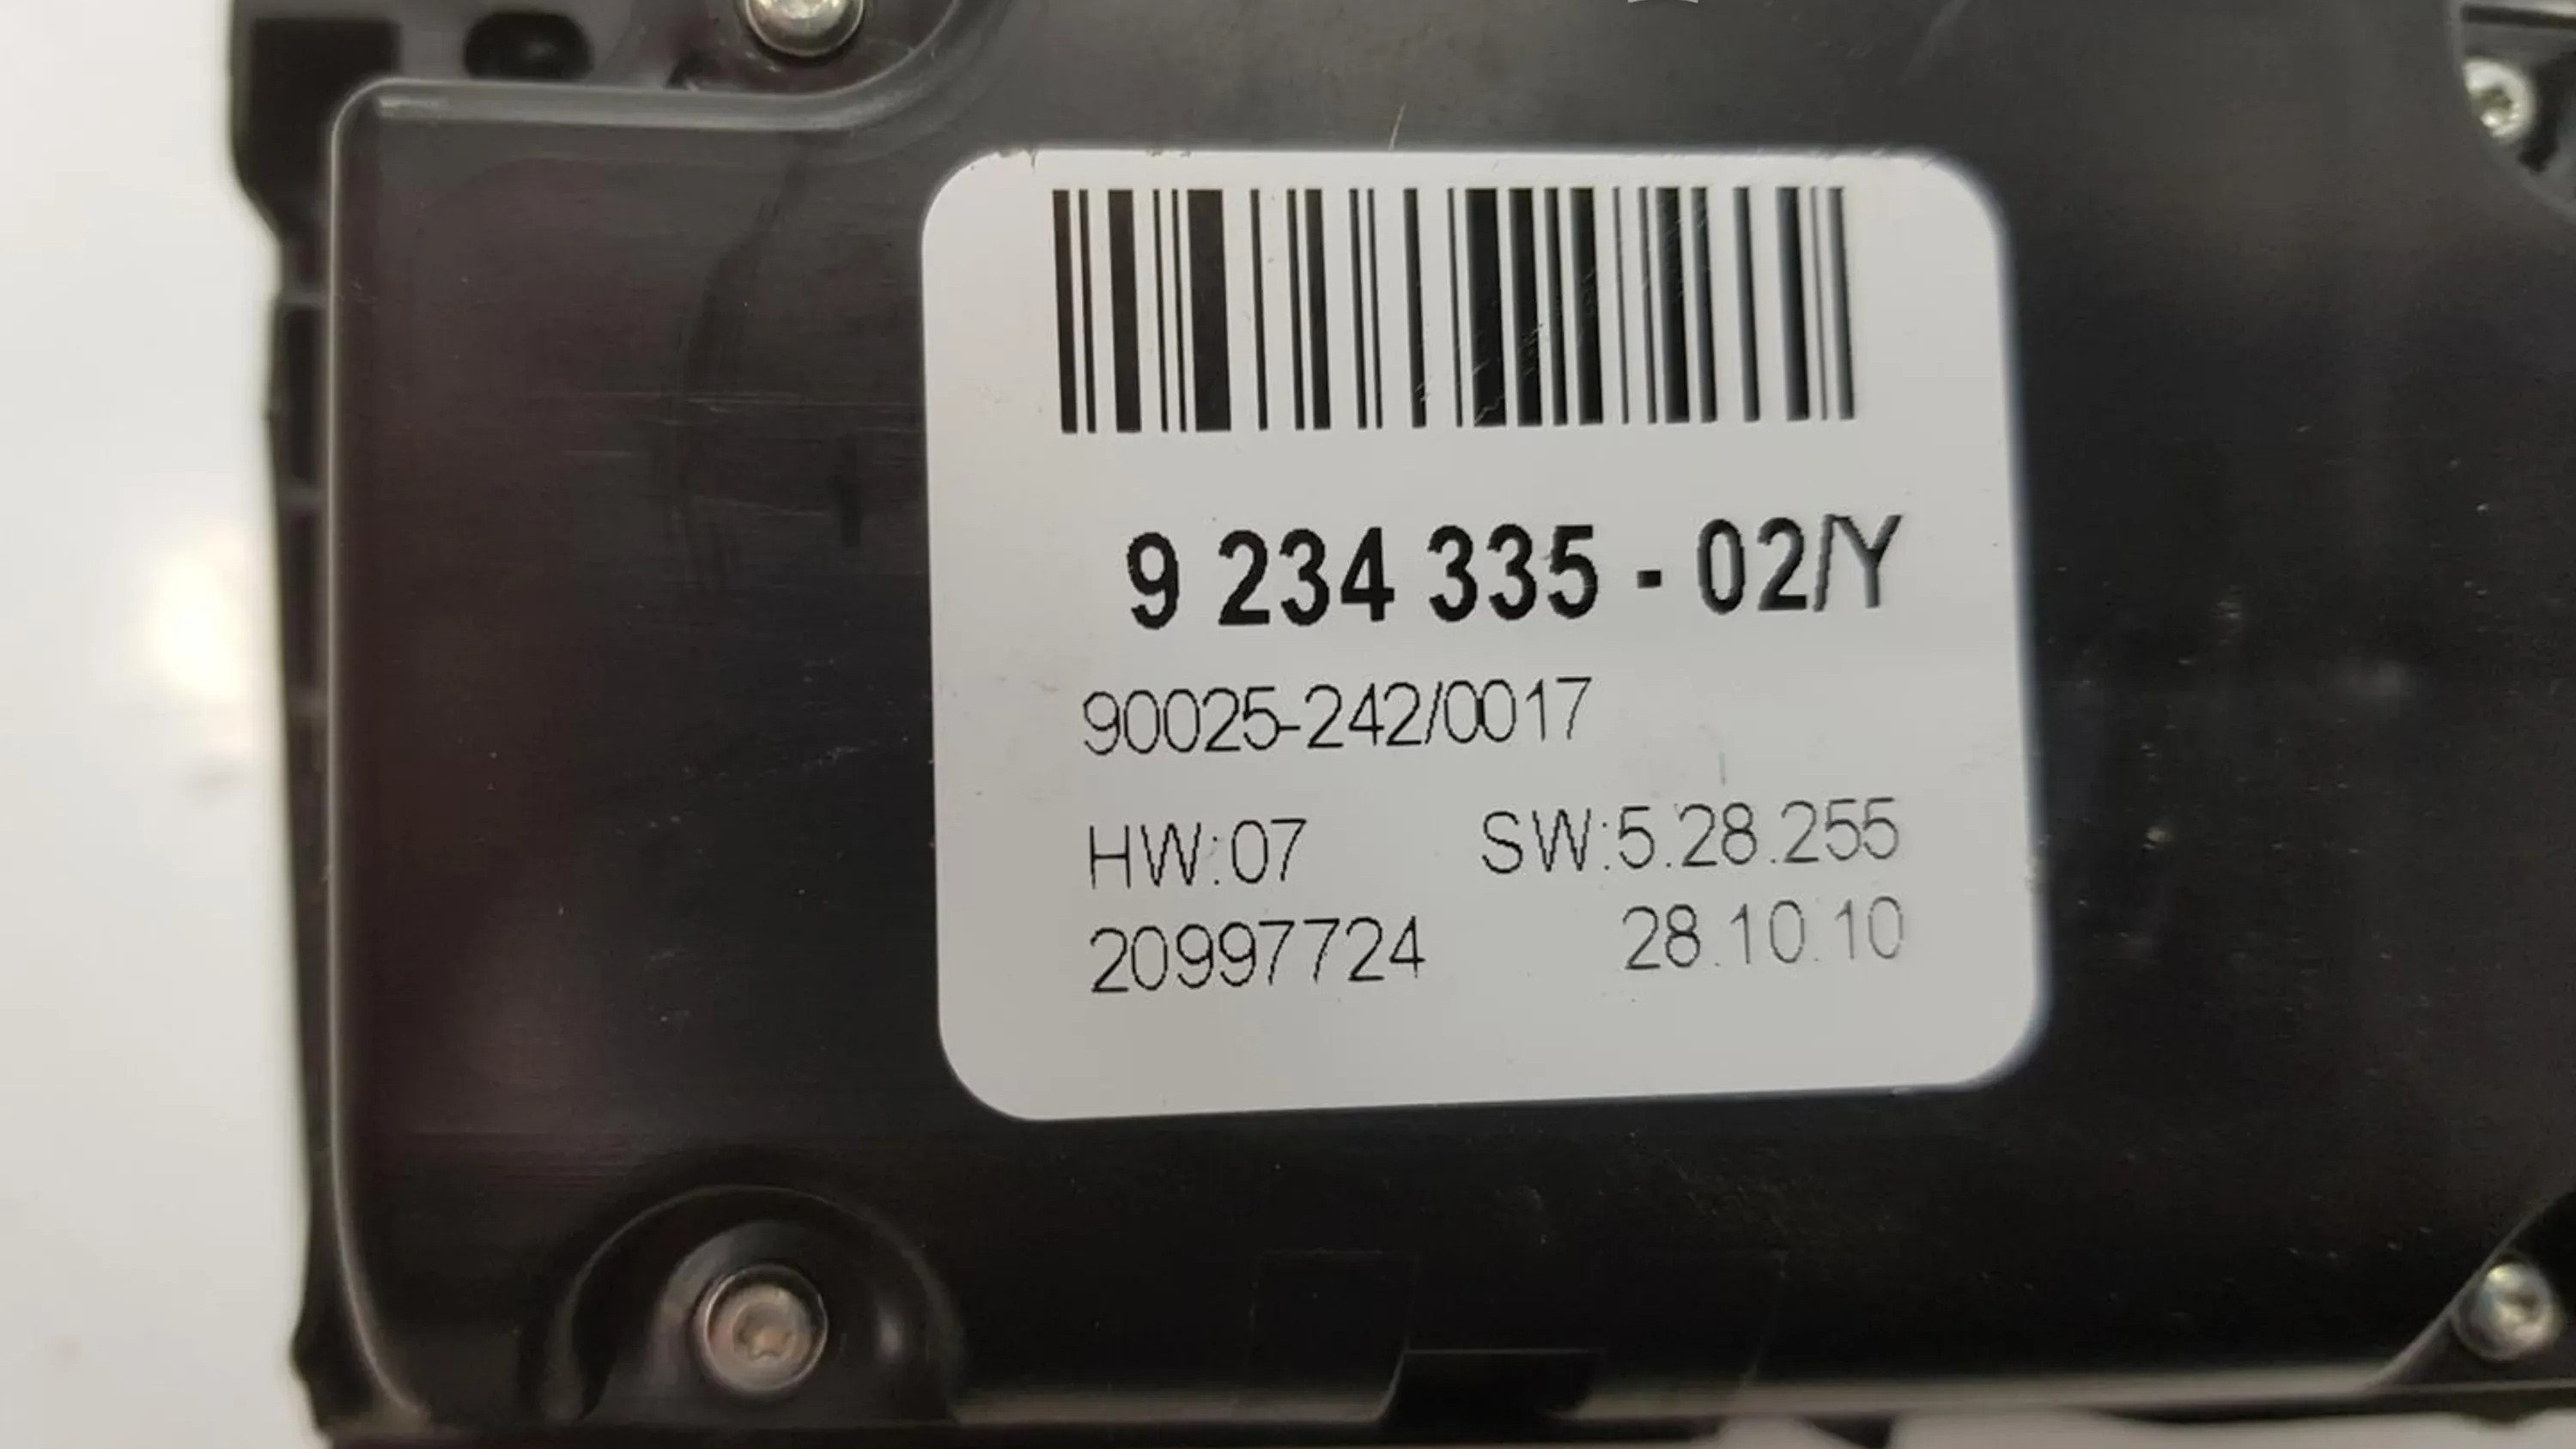 9 234 335 - 02/Y
90025-242/0017
HW:07 SW:5.28.255
20997724 28.10.10